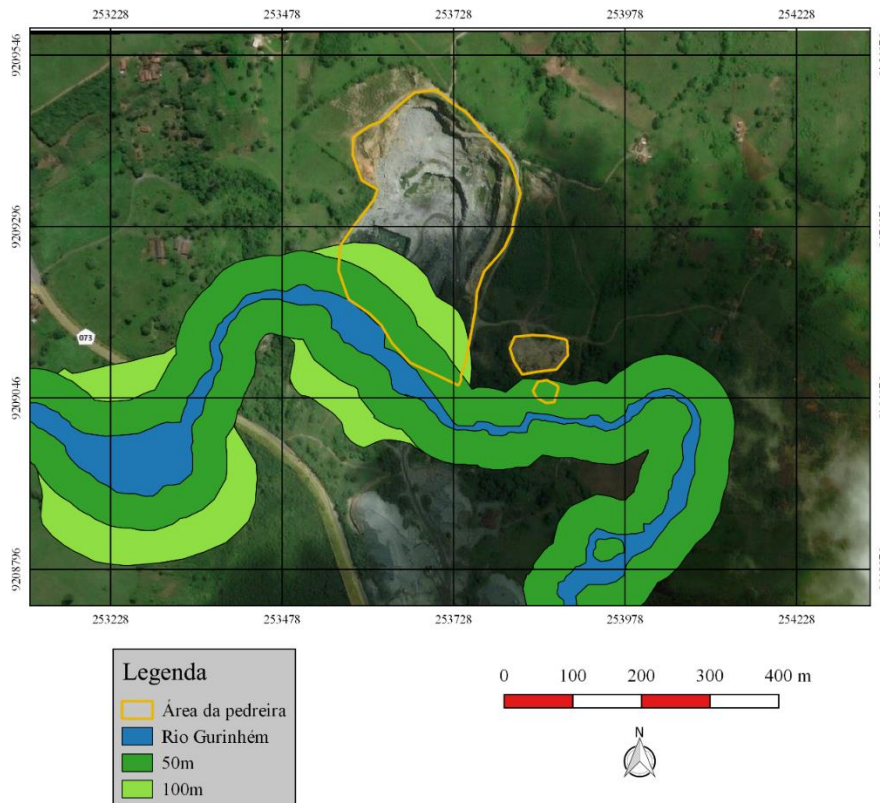 253228 253478 253728 253978 254228
9209546
9209296
9209046
9208796
073
253228 253478 253728 253978 254228
Legenda
Área da pedreira
Rio Gurinhém
50m
100m
0 100 200 300 400 m
N